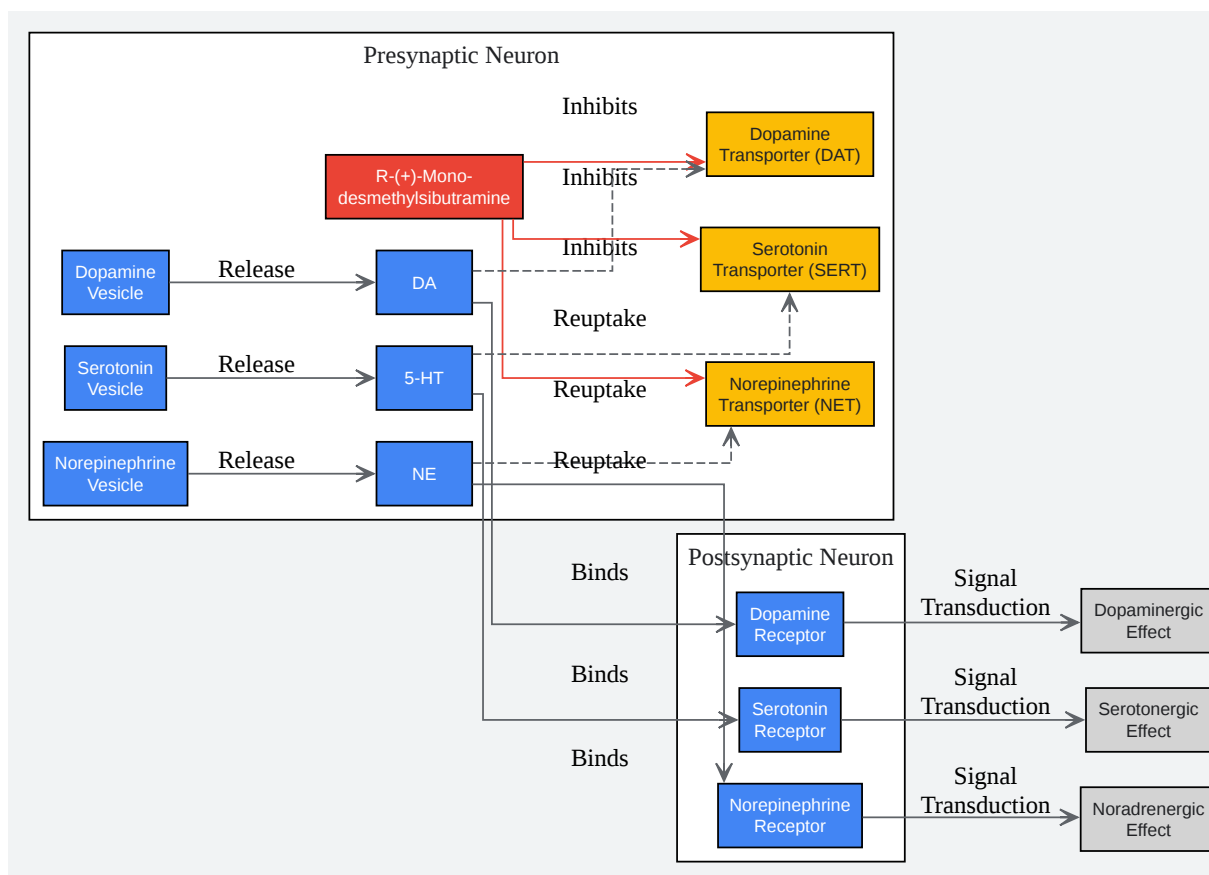 Presynaptic Neuron
Inhibits
Dopamine
Transporter (DAT)
R-(+)-Mono-
desmethylsibutramine
Inhibits
Inhibits
Serotonin
Transporter (SERT)
Dopamine
Vesicle
Release
DA
Reuptake
Serotonin
Vesicle
Release
5-HT
Reuptake
Norepinephrine
Transporter (NET)
Norepinephrine
Vesicle
Release
NE
Reuptake
Postsynaptic Neuron
Binds
Dopamine
Receptor
Signal
Transduction
Dopaminergic
Effect
Binds
Serotonin
Receptor
Signal
Transduction
Serotonergic
Effect
Binds
Norepinephrine
Receptor
Signal
Transduction
Noradrenergic
Effect